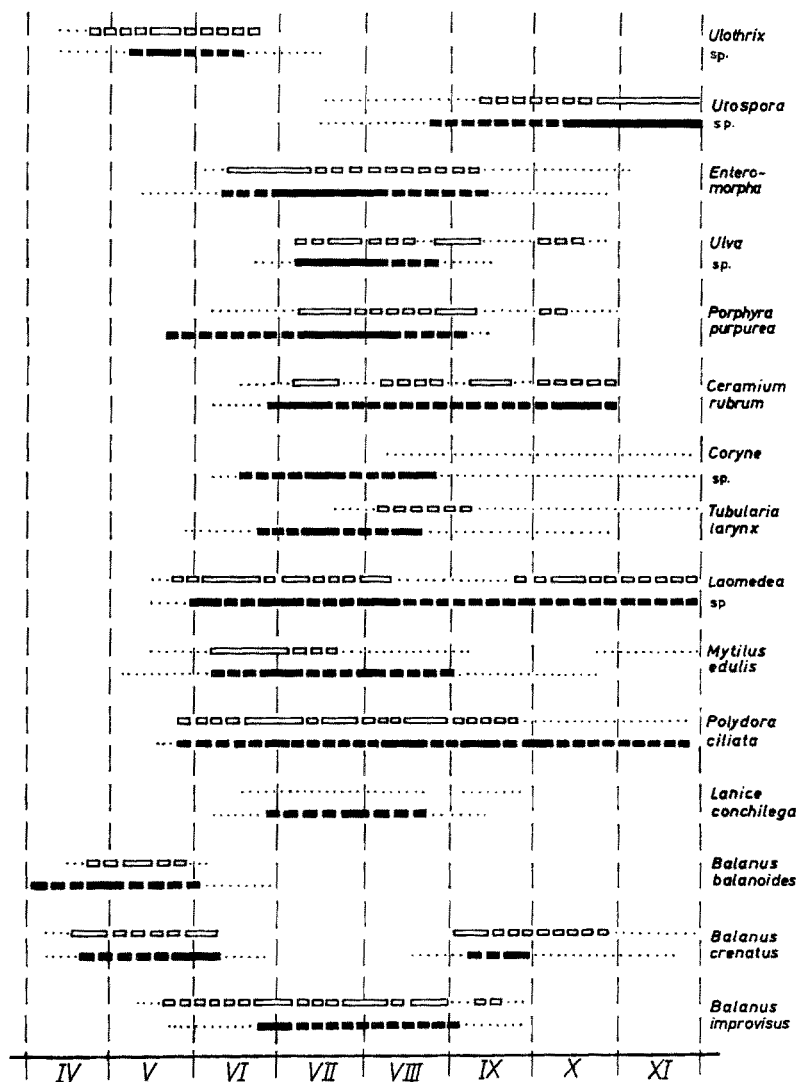 Ulothrix
sp.
Urospora
sp.
Entero-
morpha
Ulva
sp.
Porphyra
purpurea
Ceramium
rubrum
Coryne
sp.
Tubularia
larynx
Laomedea
sp
Mytilus
edulis
Polydora
ciliata
Lanice
conchilega
Balanus
balanoides
Balanus
crenatus
Balanus
improvisus
IV V VI VII VIII IX X XI